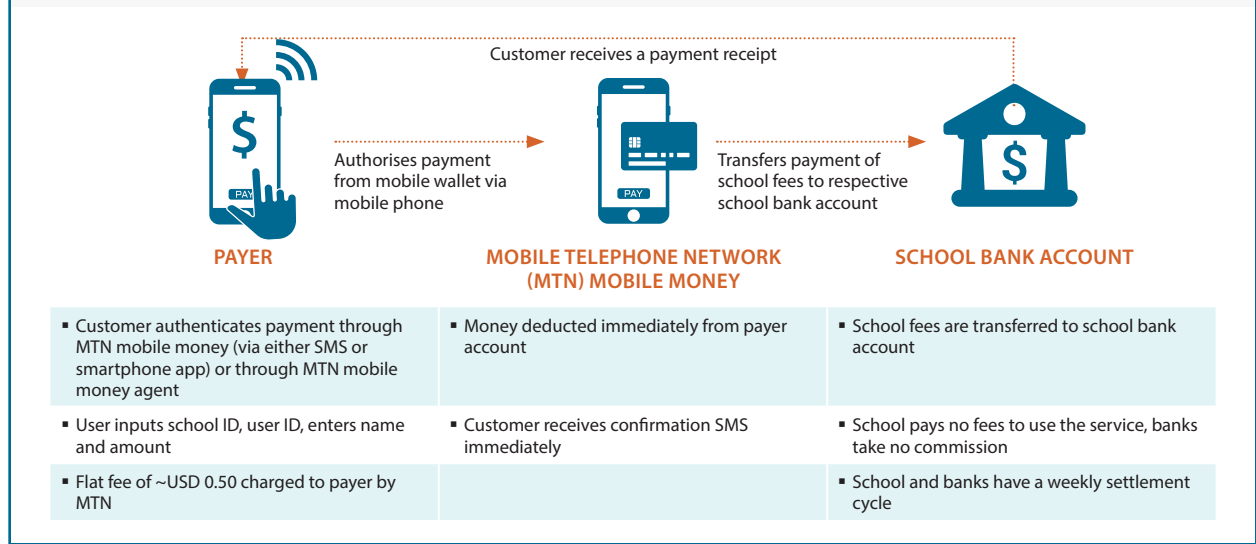 Customer receives a payment receipt
$
PAY
Authorises payment
from mobile wallet via
mobile phone
PAY
Transfers payment of
school fees to respective
school bank account
$
PAYER
MOBILE TELEPHONE NETWORK
(MTN) MOBILE MONEY
SCHOOL BANK ACCOUNT
▪ Customer authenticates payment through
MTN mobile money (via either SMS or
smartphone app) or through MTN mobile
money agent
▪ Money deducted immediately from payer
account
▪ School fees are transferred to school bank
account
▪ User inputs school ID, user ID, enters name
and amount
▪ Customer receives confirmation SMS
immediately
▪ School pays no fees to use the service, banks
take no commission
▪ Flat fee of ~USD 0.50 charged to payer by
MTN
▪ School and banks have a weekly settlement
cycle